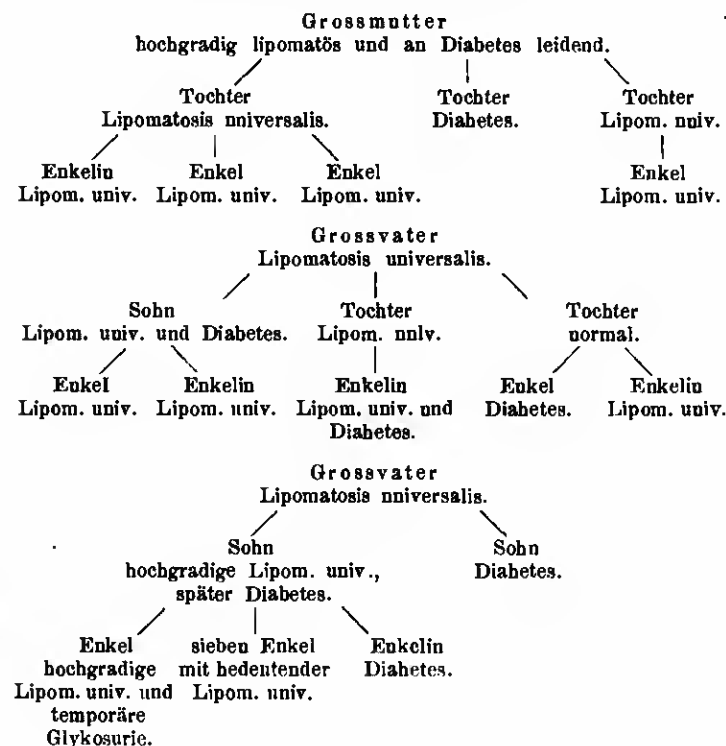 Grossmutter
hochgradig lipomatös und an Diabetes leidend.
Tochter Tochter Tochter
Lipomatosis universalis. Diabetes. Lipom. univ.
Enkelin Enkel Enkel Enkel
Lipom. univ. Lipom. univ. Lipom. univ. Lipom. univ.
Grossvater
Lipomatosis universalis.
Sohn Tochter Tochter
Lipom. univ. und Diabetes. Lipom. univ. normal.
Enkel Enkelin Enkelin Enkel Enkelin
Lipom. univ. Lipom. univ. Lipom. univ. und Diabetes. Lipom. univ.
Diabetes.
Grossvater
Lipomatosis universalis.
Sohn Sohn
hochgradige Lipom. univ., Diabetes.
später Diabetes.
Enkel sieben Enkel Enkelin
hochgradige mit bedeutender Diabetes.
Lipom. univ. und Lipom. univ.
temporäre
Glykosurie.